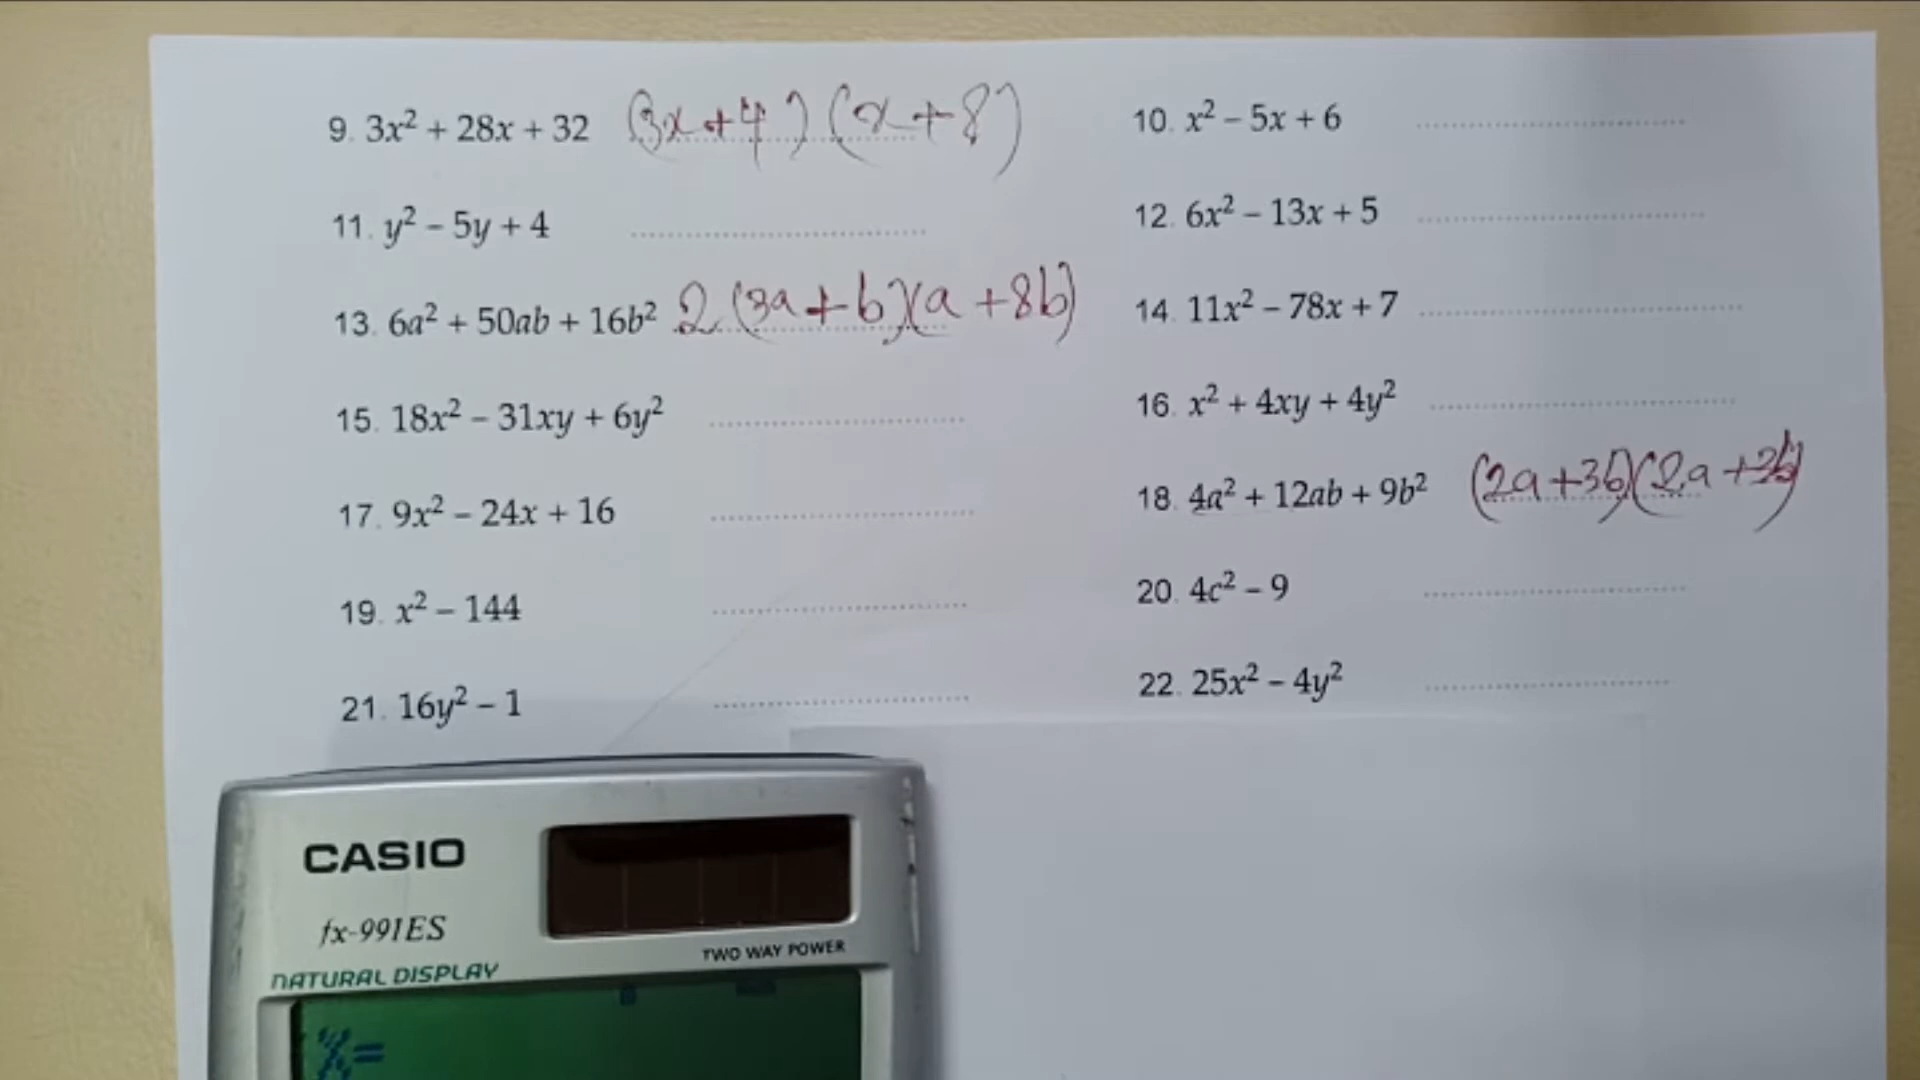 9. 3x² + 28x + 32 (3x+4)(x+8)
10. x² – 5x + 6
11. y² – 5y + 4
12. 6x² – 13x + 5
13. 6a² + 50ab + 16b² 2(3a+b)(a+8b)
14. 11x² – 78x + 7
15. 18x² – 31xy + 6y²
16. x² + 4xy + 4y²
17. 9x² – 24x + 16
18. 4a² + 12ab + 9b² (2a+3b)(2a+3b)
19. x² – 144
20. 4c² – 9
21. 16y² – 1
22. 25x² – 4y²
CASIO
fx-991ES
TWO WAY POWER
NATURAL DISPLAY
X=